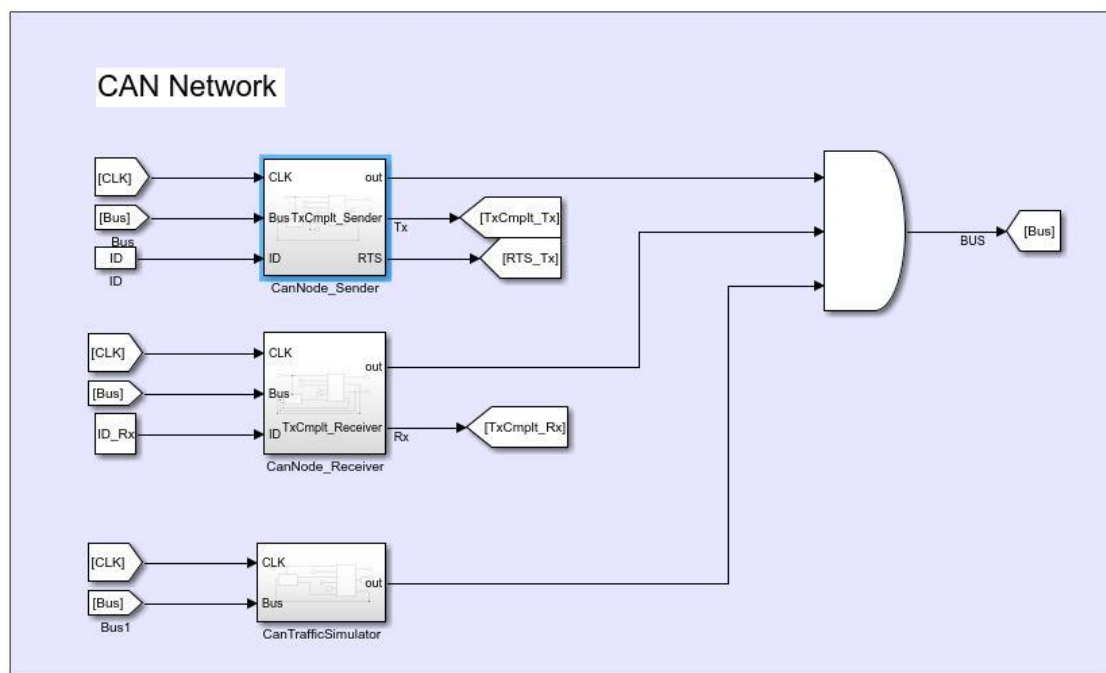 CAN Network
[CLK]
CLK
out
[Bus]
Bus
TxCmplt_Sender
Tx
[TxCmplt_Tx]
Bus
ID
ID
RTS
[RTS_Tx]
ID
CanNode_Sender
BUS
[Bus]
[CLK]
CLK
out
[Bus]
Bus
ID_Rx
ID
TxCmplt_Receiver
Rx
[TxCmplt_Rx]
CanNode_Receiver
[CLK]
CLK
out
[Bus]
Bus
Bus1
CanTrafficSimulator